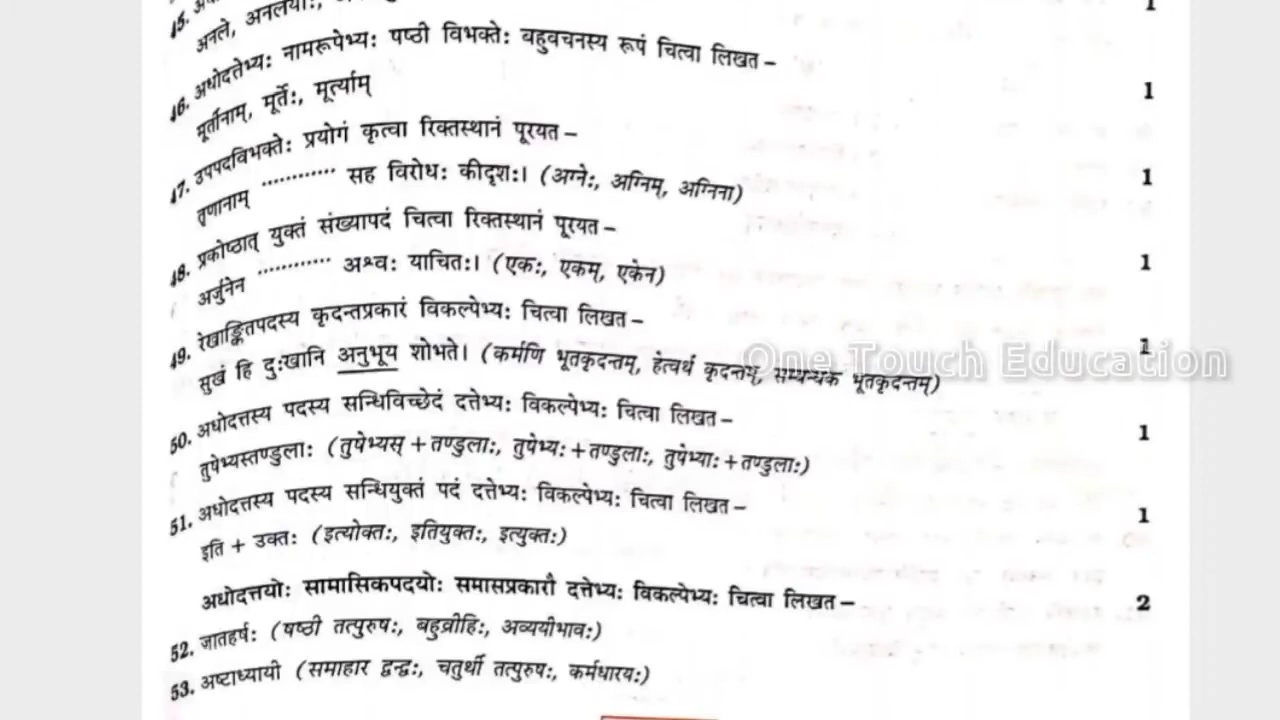 45.
अनले, अनलयोः,
1
46. अधोदत्तेभ्यः नामरूपेभ्यः षष्ठी विभक्तेः बहुवचनस्य रूपं चित्वा लिखत –
1
मूर्तीनाम्, मूर्तेः, मूर्त्याम्
47. उपपदविभक्तेः प्रयोगं कृत्वा रिक्तस्थानं पूरयत –
1
तृणानाम् ............ सह विरोधः कीदृशः। (अग्नेः, अग्निम्, अग्निना)
48. प्रकोष्ठात् युक्तं संख्यापदं चित्वा रिक्तस्थानं पूरयत –
1
अर्जुनेन ............ अश्वः याचितः। (एकः, एकम्, एकेन)
49. रेखाङ्कितपदस्य कृदन्तप्रकारं विकल्पेभ्यः चित्वा लिखत –
1
सुखं हि दुःखानि अनुभूय शोभते। (कर्मणि भूतकृदन्तम्, हेत्वर्थ कृदन्तम्, सम्बन्धक भूतकृदन्तम्)
One Touch Education
50. अधोदत्तस्य पदस्य सन्धिविच्छेदं दत्तेभ्यः विकल्पेभ्यः चित्वा लिखत –
1
तुषेभ्यस्तण्डुलाः (तुषेभ्यस् + तण्डुलाः, तुषेभ्यः + तण्डुलाः, तुषेभ्याः + तण्डुलाः)
51. अधोदत्तस्य पदस्य सन्धियुक्तं पदं दत्तेभ्यः विकल्पेभ्यः चित्वा लिखत –
1
इति + उक्तः (इत्योक्तः, इतियुक्तः, इत्युक्तः)
अधोदत्तयोः सामासिकपदयोः समासप्रकारौ दत्तेभ्यः विकल्पेभ्यः चित्वा लिखत –
2
52. जातहर्षः (षष्ठी तत्पुरुषः, बहुव्रीहिः, अव्ययीभावः)
53. अष्टाध्यायी (समाहार द्वन्द्वः, चतुर्थी तत्पुरुषः, कर्मधारयः)